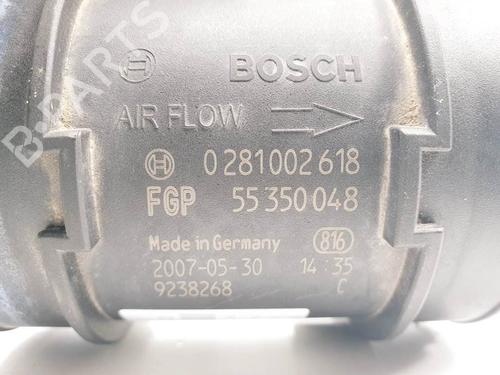 BOSCH
AIR FLOW
0 281 002 618
FGP 55 350 048
Made in Germany 816
2007-05-30 14:35
9238268 C
B-PARTS